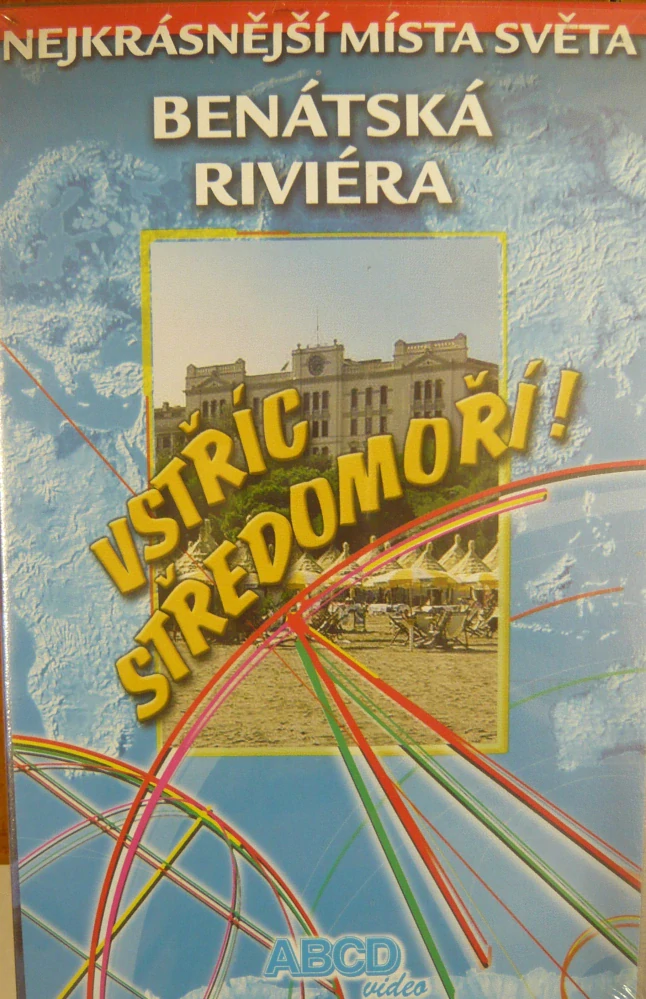 NEJKRÁSNĚJŠÍ MÍSTA SVĚTA
BENÁTSKÁ
RIVIÉRA
VSTŘÍC
STŘEDOMOŘÍ!
ABCD
video